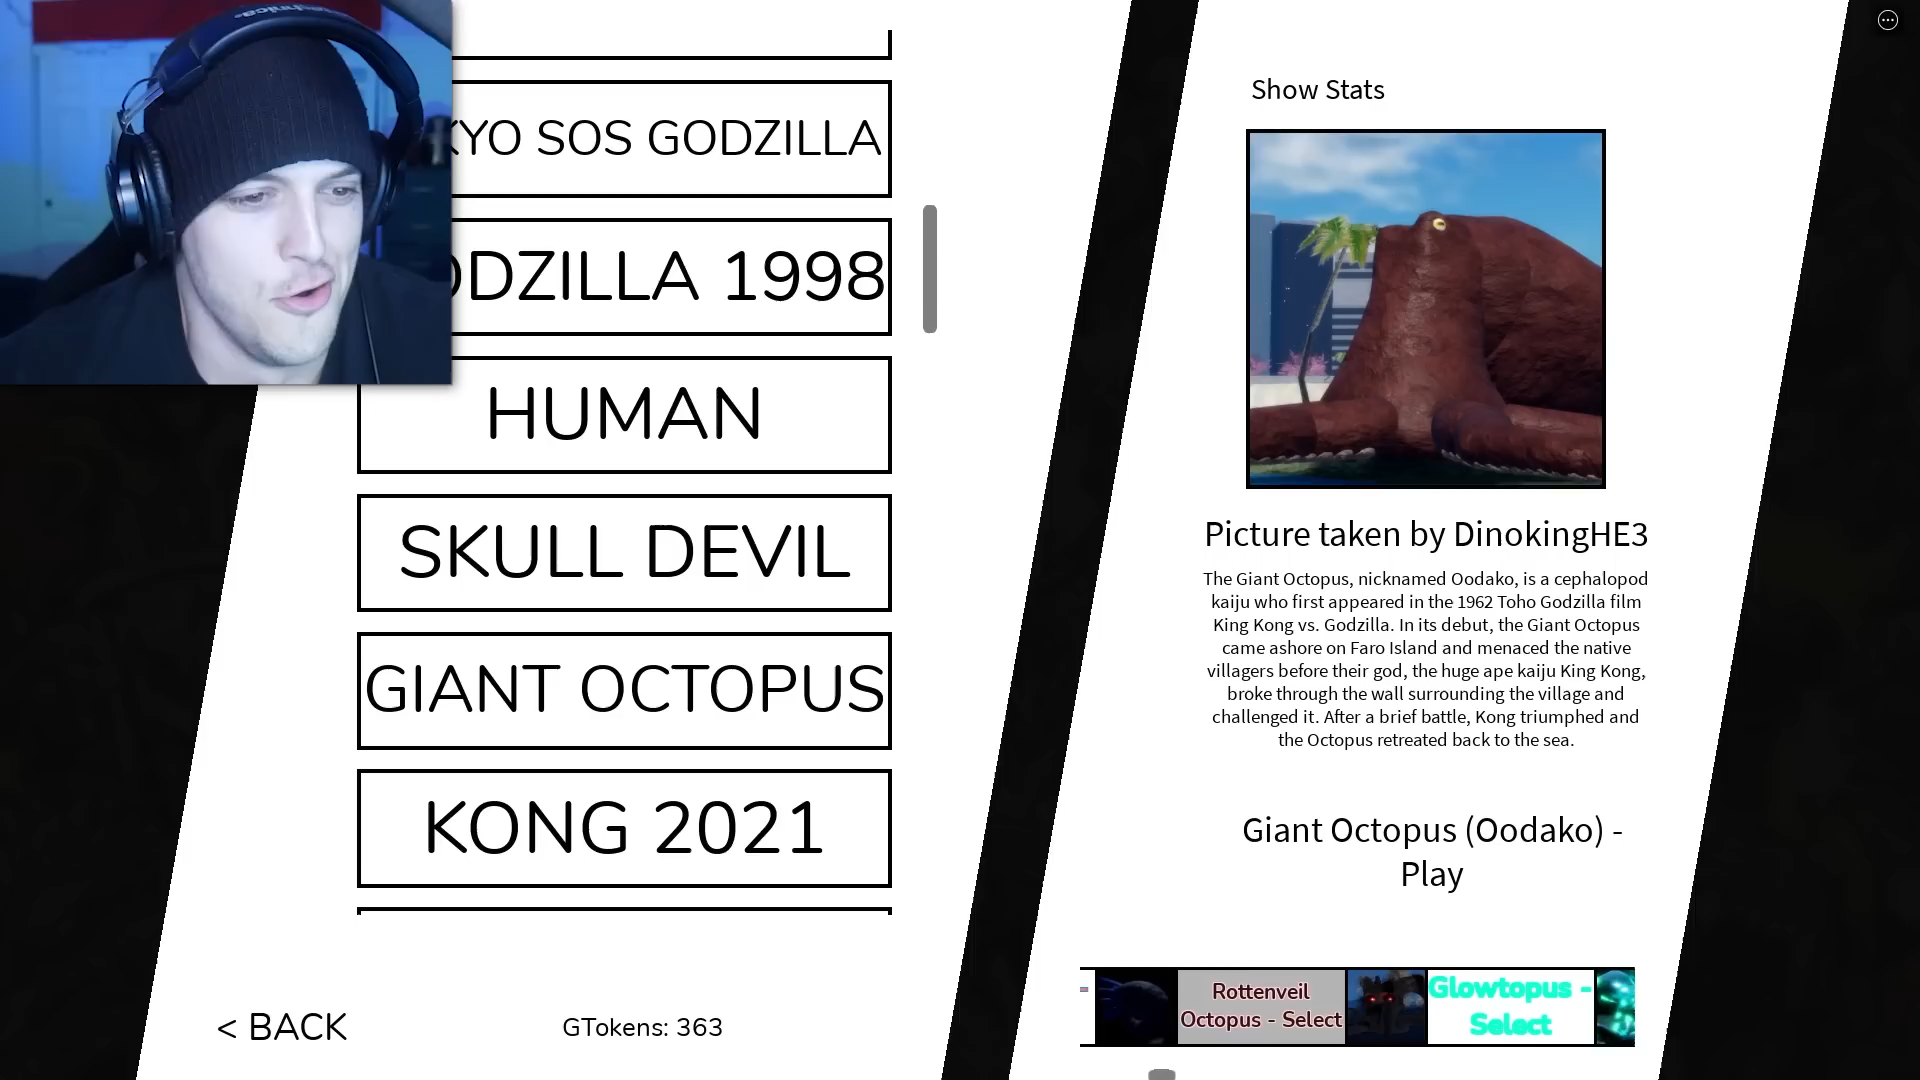 KYO SOS GODZILLA
ODZILLA 1998
HUMAN
SKULL DEVIL
GIANT OCTOPUS
KONG 2021
< BACK
GTokens: 363
Show Stats
Picture taken by DinokingHE3
The Giant Octopus, nicknamed Oodako, is a cephalopod
kaiju who first appeared in the 1962 Toho Godzilla film
King Kong vs. Godzilla. In its debut, the Giant Octopus
came ashore on Faro Island and menaced the native
villagers before their god, the huge ape kaiju King Kong,
broke through the wall surrounding the village and
challenged it. After a brief battle, Kong triumphed and
the Octopus retreated back to the sea.
Giant Octopus (Oodako) -
Play
Rottenveil
Octopus - Select
Glowtopus -
Select